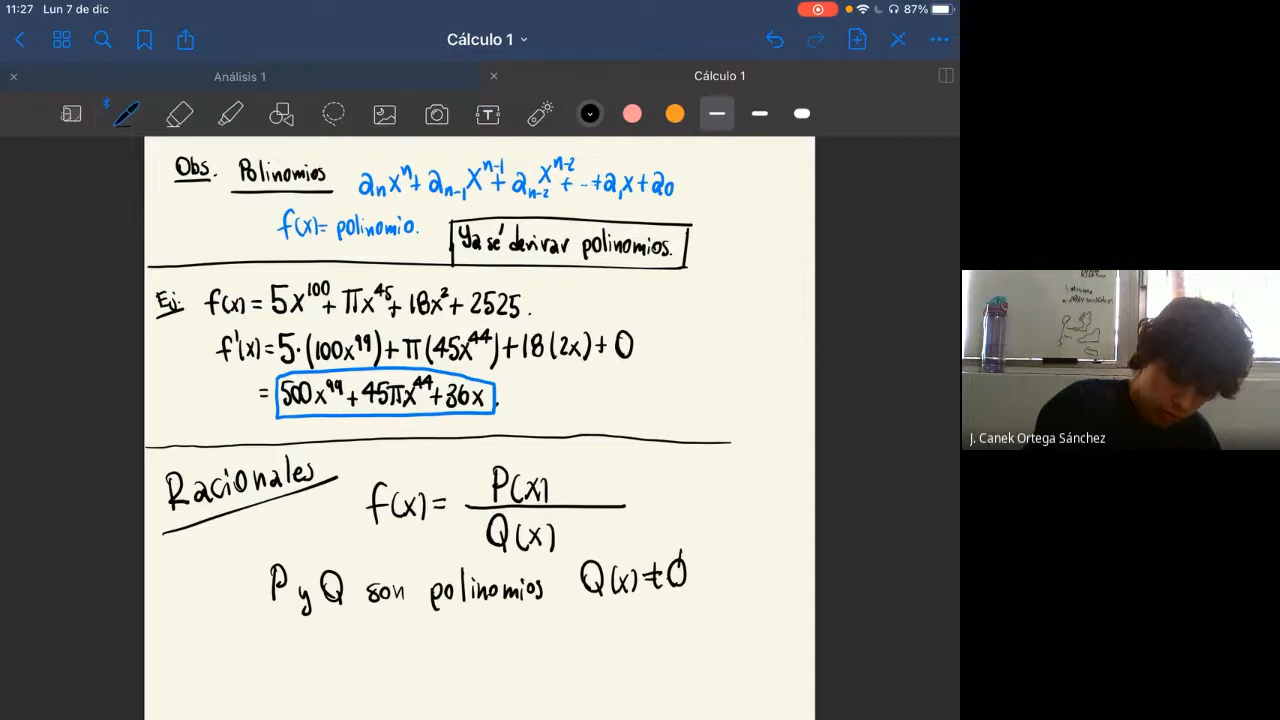 11:27 Lun 7 de dic 87%
Cálculo 1
Análisis 1 Cálculo 1
T
Obs. Polinomios aₙxⁿ + aₙ₋₁xⁿ⁻¹ + aₙ₋₂xⁿ⁻² + ... + a₁x + a₀
f(x) = polinomio.
Ya sé derivar polinomios.
Ej: f(x) = 5x¹⁰⁰ + πx⁴⁵ + 18x² + 2525.
f'(x) = 5·(100x⁹⁹) + π(45x⁴⁴) + 18(2x) + 0
= 500x⁹⁹ + 45πx⁴⁴ + 36x.
Racionales f(x) = P(x) / Q(x)
P y Q son polinomios Q(x) ≠ 0
J. Canek Ortega Sánchez